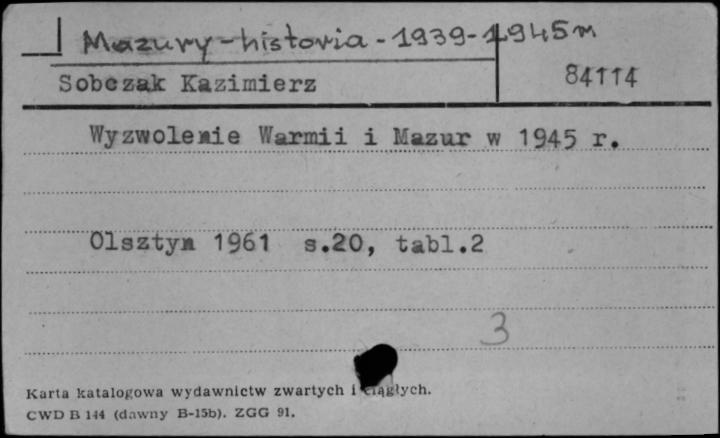 Mazury - historia - 1939-1945 m
Sobczak Kazimierz
84114
Wyzwolenie Warmii i Mazur w 1945 r.
Olsztyn 1961 s.20, tabl.2
3
Karta katalogowa wydawnictw zwartych i ciągłych.
CWD B 144 (dawny B-15b). ZGG 91.